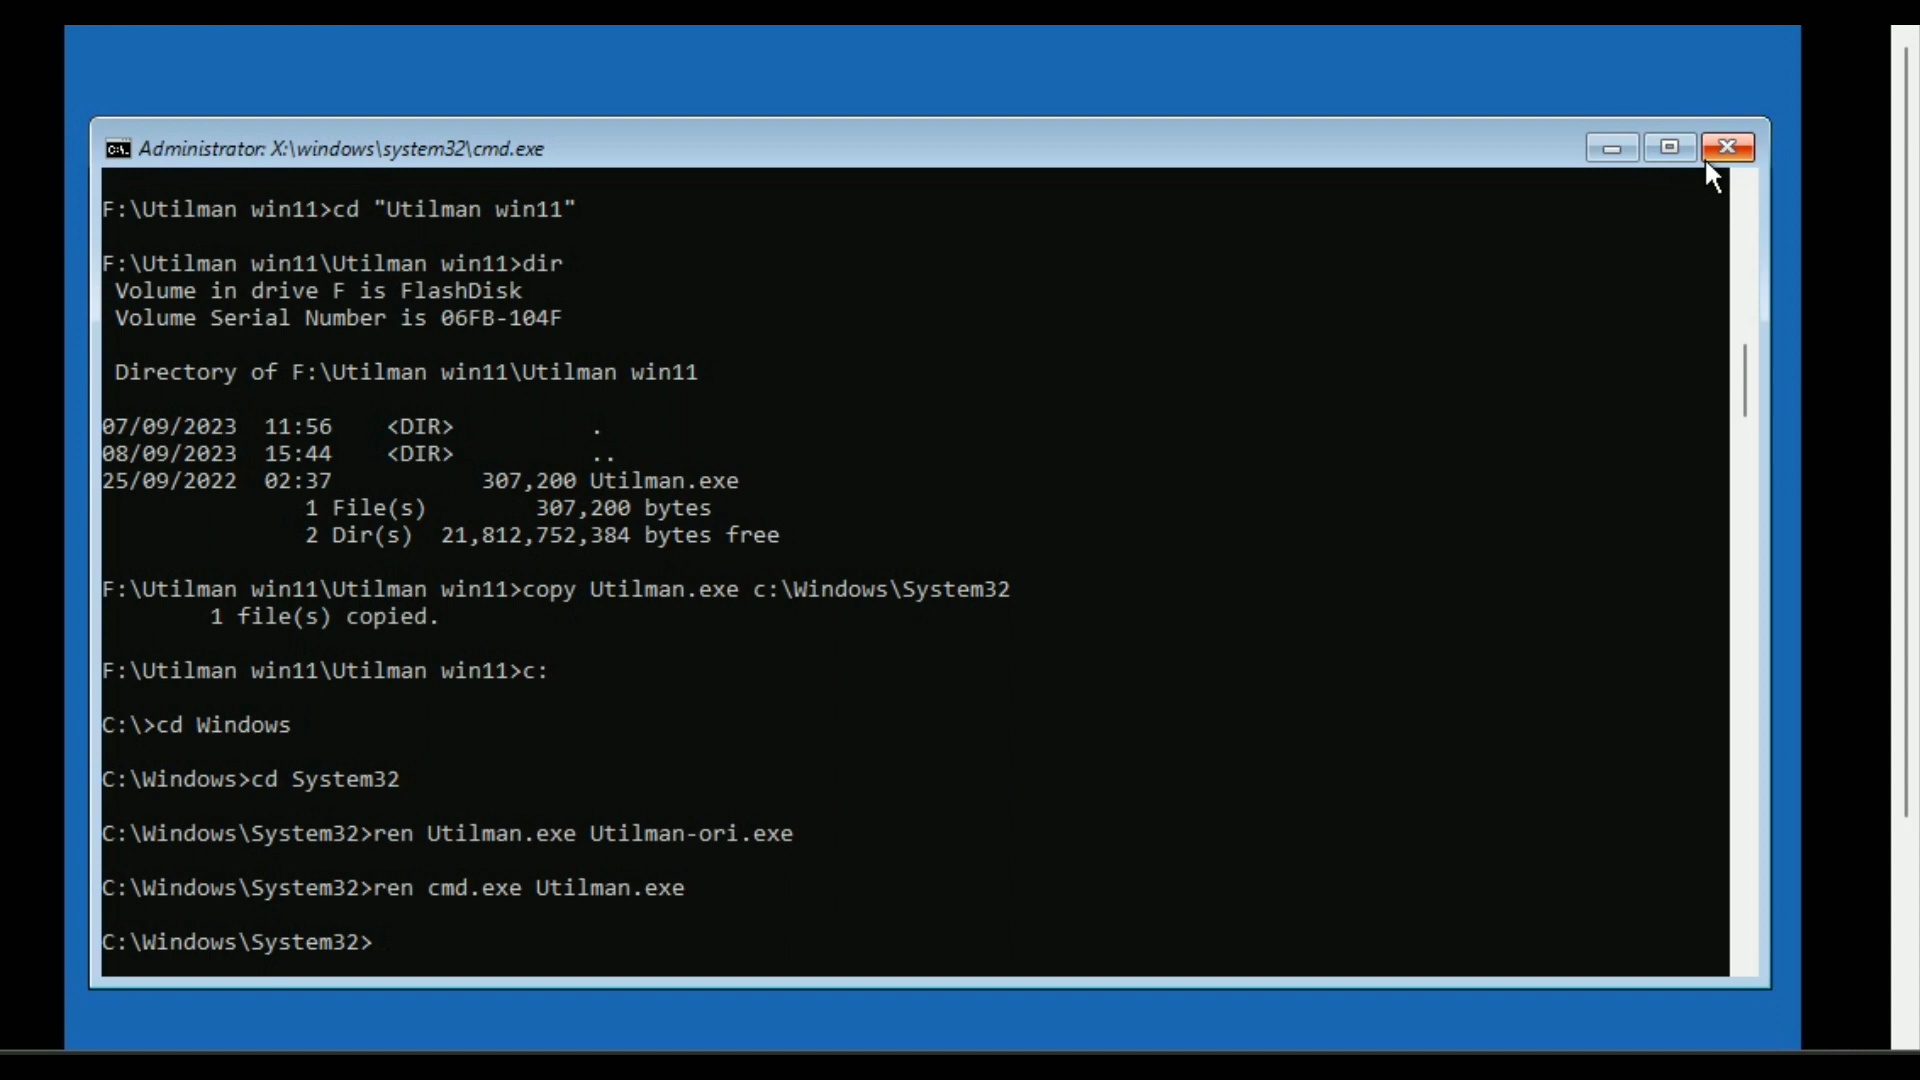 Administrator: X:\windows\system32\cmd.exe
F:\Utilman win11>cd "Utilman win11"
F:\Utilman win11\Utilman win11>dir
Volume in drive F is FlashDisk
Volume Serial Number is 06FB-104F
Directory of F:\Utilman win11\Utilman win11
07/09/2023  11:56    <DIR>          .
08/09/2023  15:44    <DIR>          ..
25/09/2022  02:37           307,200 Utilman.exe
1 File(s)        307,200 bytes
2 Dir(s)  21,812,752,384 bytes free
F:\Utilman win11\Utilman win11>copy Utilman.exe c:\Windows\System32
1 file(s) copied.
F:\Utilman win11\Utilman win11>c:
C:\>cd Windows
C:\Windows>cd System32
C:\Windows\System32>ren Utilman.exe Utilman-ori.exe
C:\Windows\System32>ren cmd.exe Utilman.exe
C:\Windows\System32>